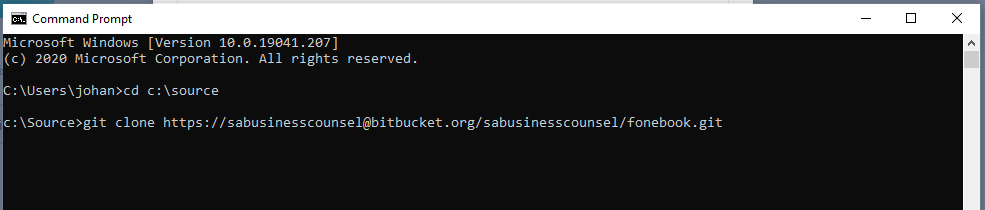 Command Prompt
Microsoft Windows [Version 10.0.19041.207]
(c) 2020 Microsoft Corporation. All rights reserved.
C:\Users\johan>cd c:\source
c:\Source>git clone https://sabusinesscounsel@bitbucket.org/sabusinesscounsel/fonebook.git